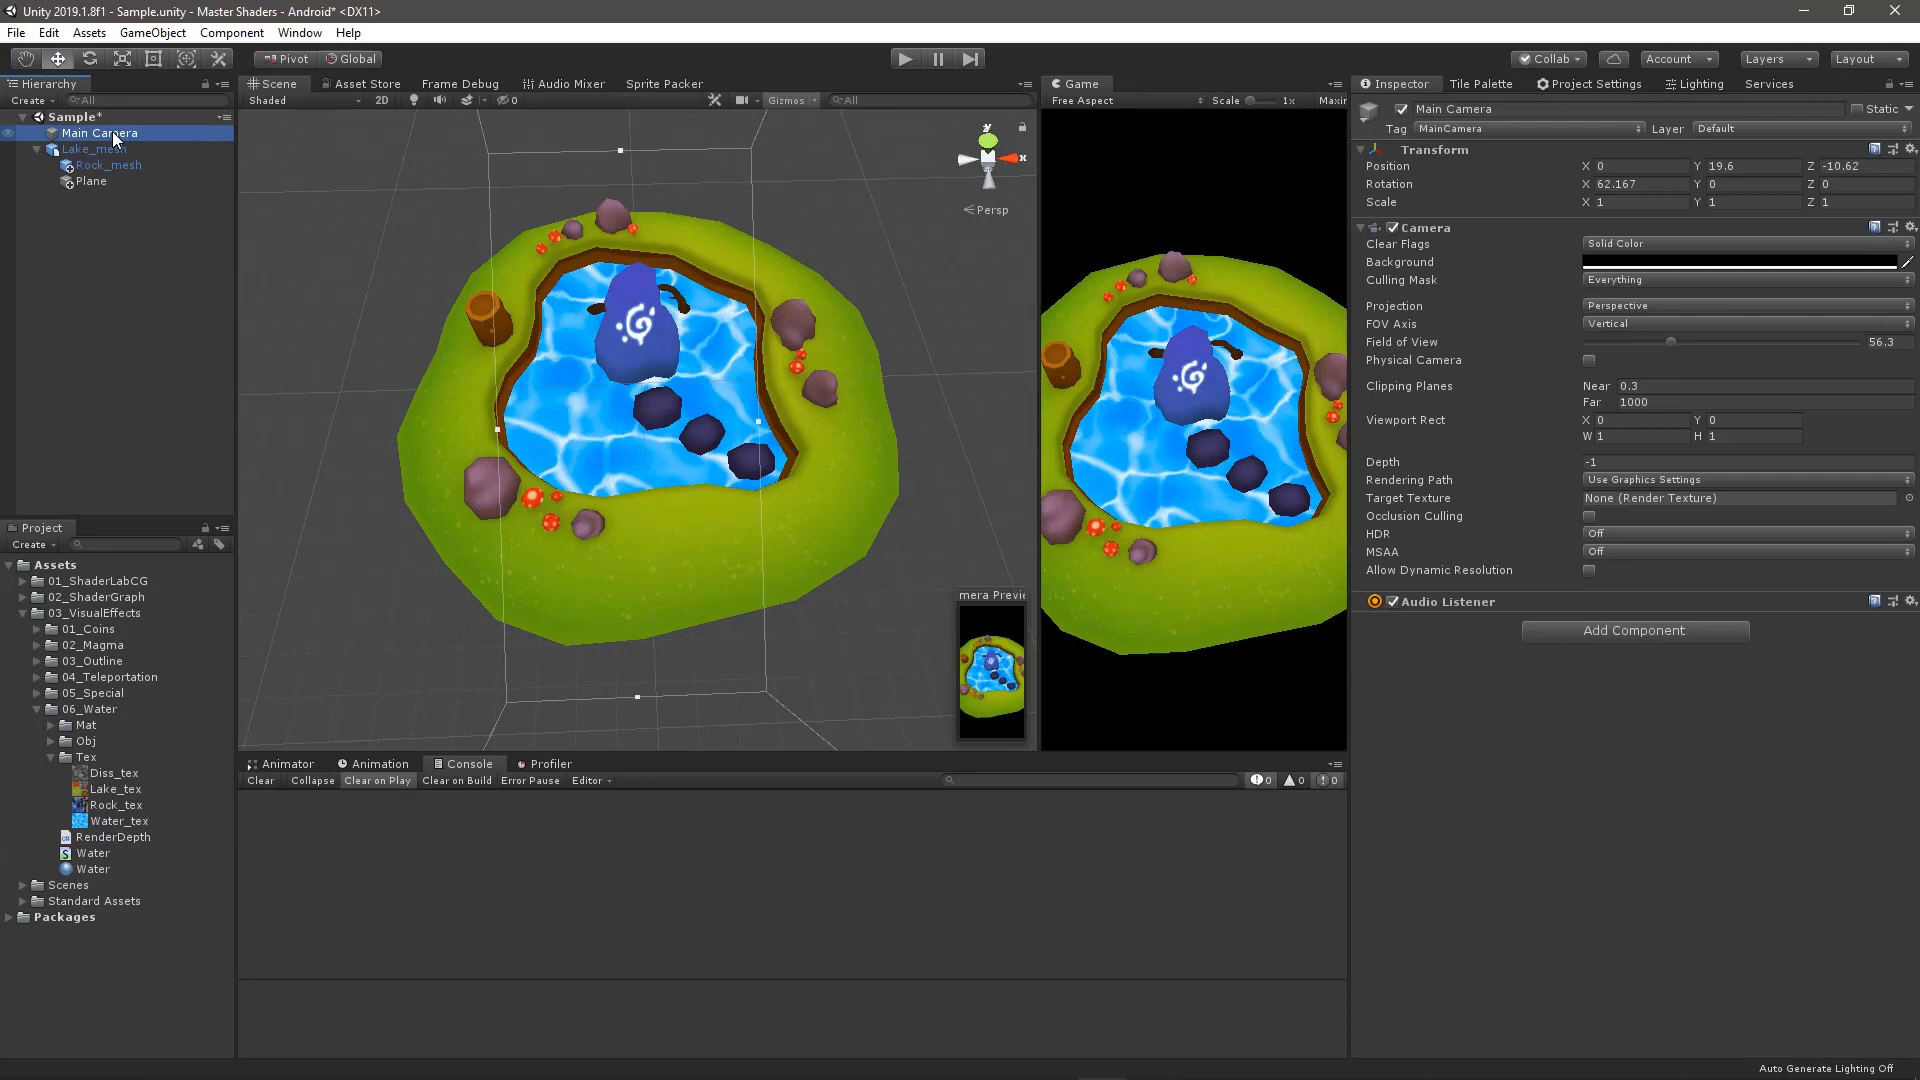 Unity 2019.1.8f1 - Sample.unity - Master Shaders - Android* <DX11>
File Edit Assets GameObject Component Window Help
Pivot Global Collab Account Layers Layout
Hierarchy
Create All
Sample*
Main Camera
Lake_mesh
Rock_mesh
Plane
Scene Asset Store Frame Debug Audio Mixer Sprite Packer
Shaded 2D 0 Gizmos All
y
x
Persp
mera Previe
Game
Free Aspect Scale 1x Maxin
Inspector Tile Palette Project Settings Lighting Services
Main Camera Static
Tag MainCamera Layer Default
Transform
Position X 0 Y 19.6 Z -10.62
Rotation X 62.167 Y 0 Z 0
Scale X 1 Y 1 Z 1
Camera
Clear Flags Solid Color
Background
Culling Mask Everything
Projection Perspective
FOV Axis Vertical
Field of View 56.3
Physical Camera
Clipping Planes Near 0.3
Far 1000
Viewport Rect X 0 Y 0
W 1 H 1
Depth -1
Rendering Path Use Graphics Settings
Target Texture None (Render Texture)
Occlusion Culling
HDR Off
MSAA Off
Allow Dynamic Resolution
Audio Listener
Add Component
Project
Create
Assets
01_ShaderLabCG
02_ShaderGraph
03_VisualEffects
01_Coins
02_Magma
03_Outline
04_Teleportation
05_Special
06_Water
Mat
Obj
Tex
Diss_tex
Lake_tex
Rock_tex
Water_tex
RenderDepth
Water
Water
Scenes
Standard Assets
Packages
Animator Animation Console Profiler
Clear Collapse Clear on Play Clear on Build Error Pause Editor 0 0 0
Auto Generate Lighting Off